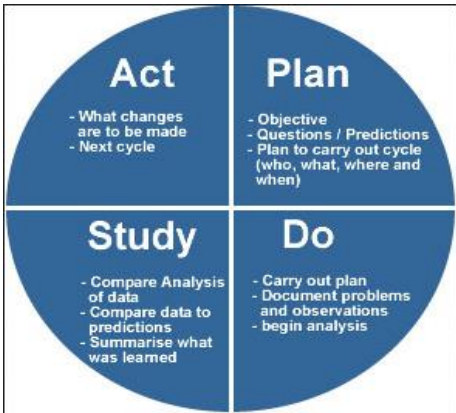 Act
- What changes
are to be made
- Next cycle
Plan
- Objective
- Questions / Predictions
- Plan to carry out cycle
(who, what, where and
when)
Study
- Compare Analysis
of data
- Compare data to
predictions
- Summarise what
was learned
Do
- Carry out plan
- Document problems
and observations
- begin analysis